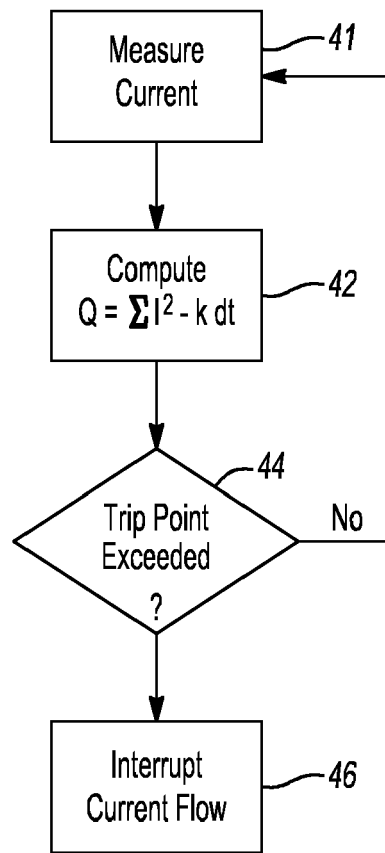 Measure
Current
41
Compute
Q = Σ I² - k dt
42
44
Trip Point
Exceeded
?
No
Interrupt
Current Flow
46